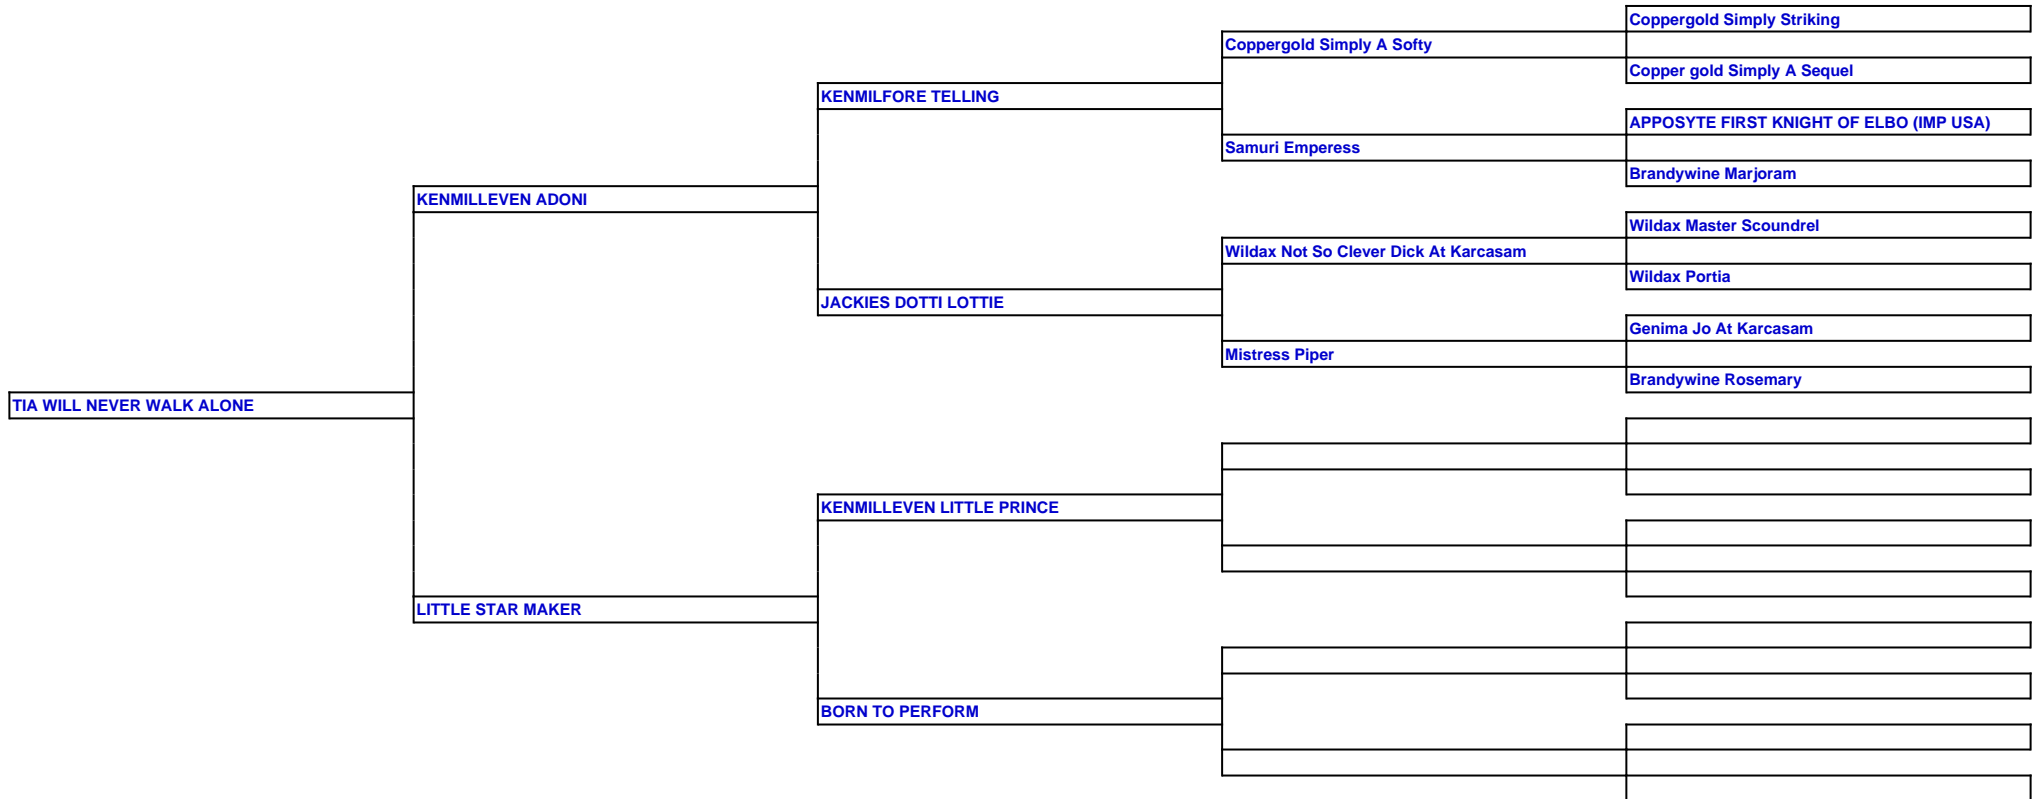 Coppergold Simply Striking
Coppergold Simply A Softy
Copper gold Simply A Sequel
KENMILFORE TELLING
APPOSYTE FIRST KNIGHT OF ELBO (IMP USA)
Samuri Emperess
Brandywine Marjoram
KENMILLEVEN ADONI
Wildax Master Scoundrel
Wildax Not So Clever Dick At Karcasam
Wildax Portia
JACKIES DOTTI LOTTIE
Genima Jo At Karcasam
Mistress Piper
Brandywine Rosemary
TIA WILL NEVER WALK ALONE
KENMILLEVEN LITTLE PRINCE
LITTLE STAR MAKER
BORN TO PERFORM